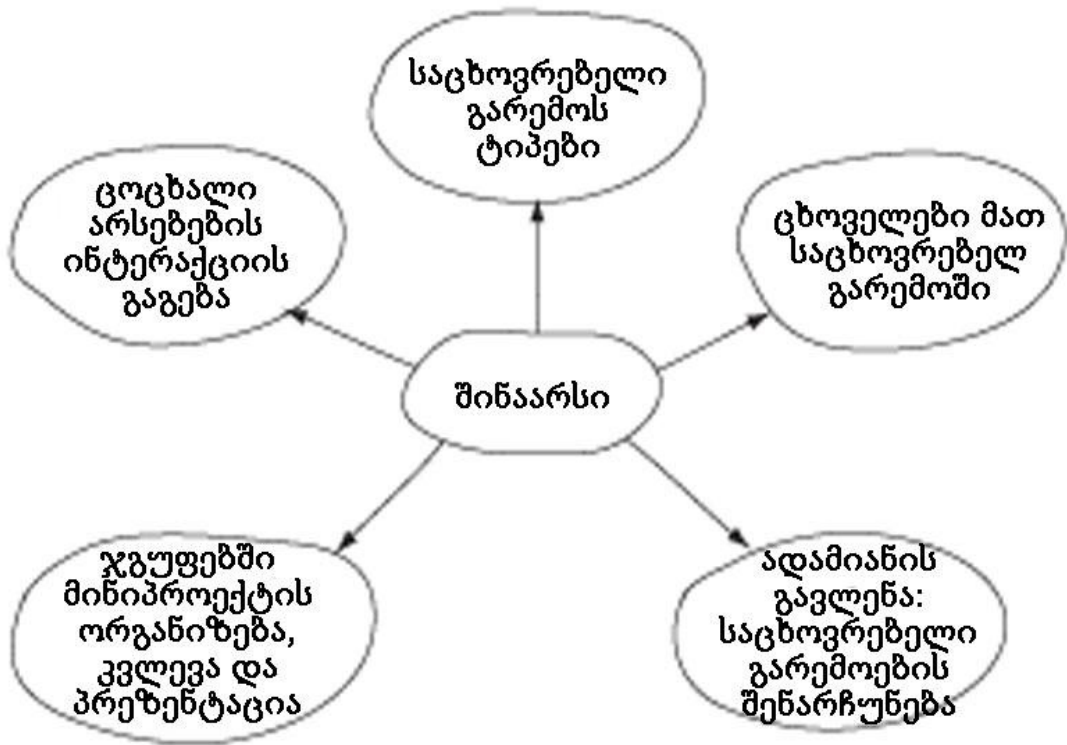 საცხოვრებელი
გარემოს
ტიპები
ცოცხალი
არსებების
ინტერაქციის
გაგება
ცხოველები მათ
საცხოვრებელ
გარემოში
შინაარსი
ჯგუფებში
მინიპროექტის
ორგანიზება,
კვლევა და
პრეზენტაცია
ადამიანის
გავლენა:
საცხოვრებელი
გარემოების
შენარჩუნება